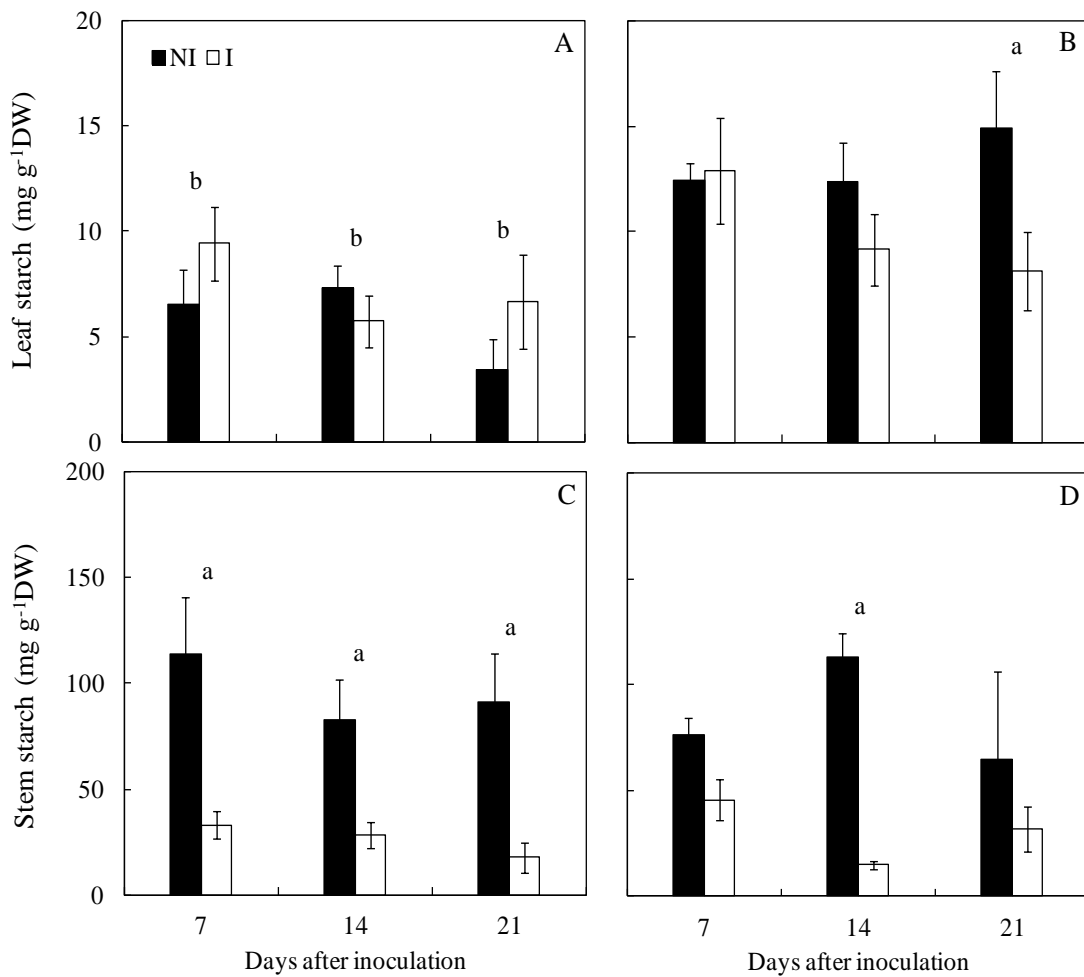 20
A
B
NI I
a
15
b
10
b
b
5
0
Leaf starch (mg g⁻¹DW)
200
C
D
150
a
a
a
a
100
50
0
Stem starch (mg g⁻¹DW)
7 14 21
7 14 21
Days after inoculation
Days after inoculation